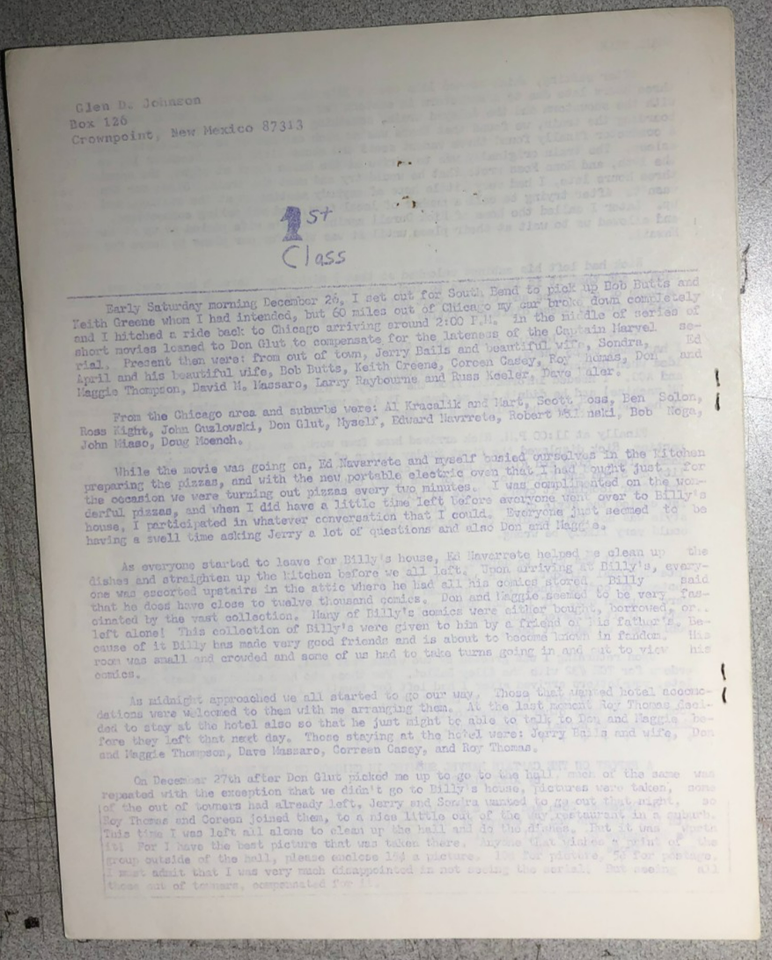 Glen D. Johnson
Box 126
Crownpoint, New Mexico 87313
1st
Class
Early Saturday morning December 26, I set out for South Bend to pick up Bob Butts and
Keith Greene whom I had intended, but 60 miles out of Chicago my car broke down completely
and I hitched a ride back to Chicago arriving around 2:00 P.M. In the middle of series of
short movies loaned to Don Glut to compensate for the lateness of the Captain Marvel se-
rial. Present then were: from out of town, Jerry Bails and beautiful wife, Sondra, Ed
April and his beautiful wife, Bob Butts, Keith Greene, Coreen Casey, Roy Thomas, Don and
Maggie Thompson, David M. Massaro, Larry Raybourne and Russ Keeler, Dave
From the Chicago area and suburbs were: Al Kracalik and Mart, Scott Ben Solon,
Ross Kight, John Guzlowski, Don Glut, Myself, Eduard Navrrete, Robert Bob Noga,
John Miaso, Doug Moench.
While the movie was going on, Ed Navarrete and myself busied ourselves in the kitchen
preparing the pizzas, and with the new portable electric oven that I had bought just for
the occasion we were turning out pizzas every two minutes. I was complimented on the won-
derful pizzas, and when I did have a little time left before everyone went over to Billy's
house, I participated in whatever conversation that I could. Everyone just seemed to be
having a swell time asking Jerry a lot of questions and also Don and Maggie.
As everyone started to leave for Billy's house, Ed Navarrete helped me clean up the
dishes and straighten up the kitchen before we all left. Upon arriving at Billy's, every-
one was escorted upstairs in the attic where he had all his comics stored. Billy said
that he does have close to twelve thousand comics. Don and Maggie seemed to be very fas-
cinated by the vast collection. Many of Billy's comics were either bought, borrowed, or..
left alone! This collection of Billy's were given to him by a friend of his father's. Be-
cause of it Billy has made very good friends and is about to become known in fandom. His
room was small and crowded and some of us had to take turns going in and out to view his
comics.
As midnight approached we all started to go our way. Those that wanted hotel accomo-
dations were welcomed to them with me arranging them. At the last moment Roy Thomas deci-
ded to stay at the hotel also so that he just might be able to talk to Don and Maggie be-
fore they left that next day. Those staying at the hotel were: Jerry Bails and wife, Don
and Maggie Thompson, Dave Massaro, Correen Casey, and Roy Thomas.
On December 27th after Don Glut picked me up to go to the hall, much of the same was
repeated with the exception that we didn't go to Billy's house, pictures were taken, some
of the out of towners had already left. Jerry and Sondra wanted to go out that night, so
Roy Thomas and Coreen joined them, to a nice little out of the way restaurant in a suburb.
This time I was left all alone to clean up the hall and do the dishes. But it was worth
it! For I have the best picture that was taken there. Anyone that wishes a print of the
group outside of the hall, please enclose 15¢ a picture. 10¢ for picture, 5¢ for postage.
I must admit that I was very much disappointed in not seeing the serial. But seeing all
those out of towners, compensated for it.